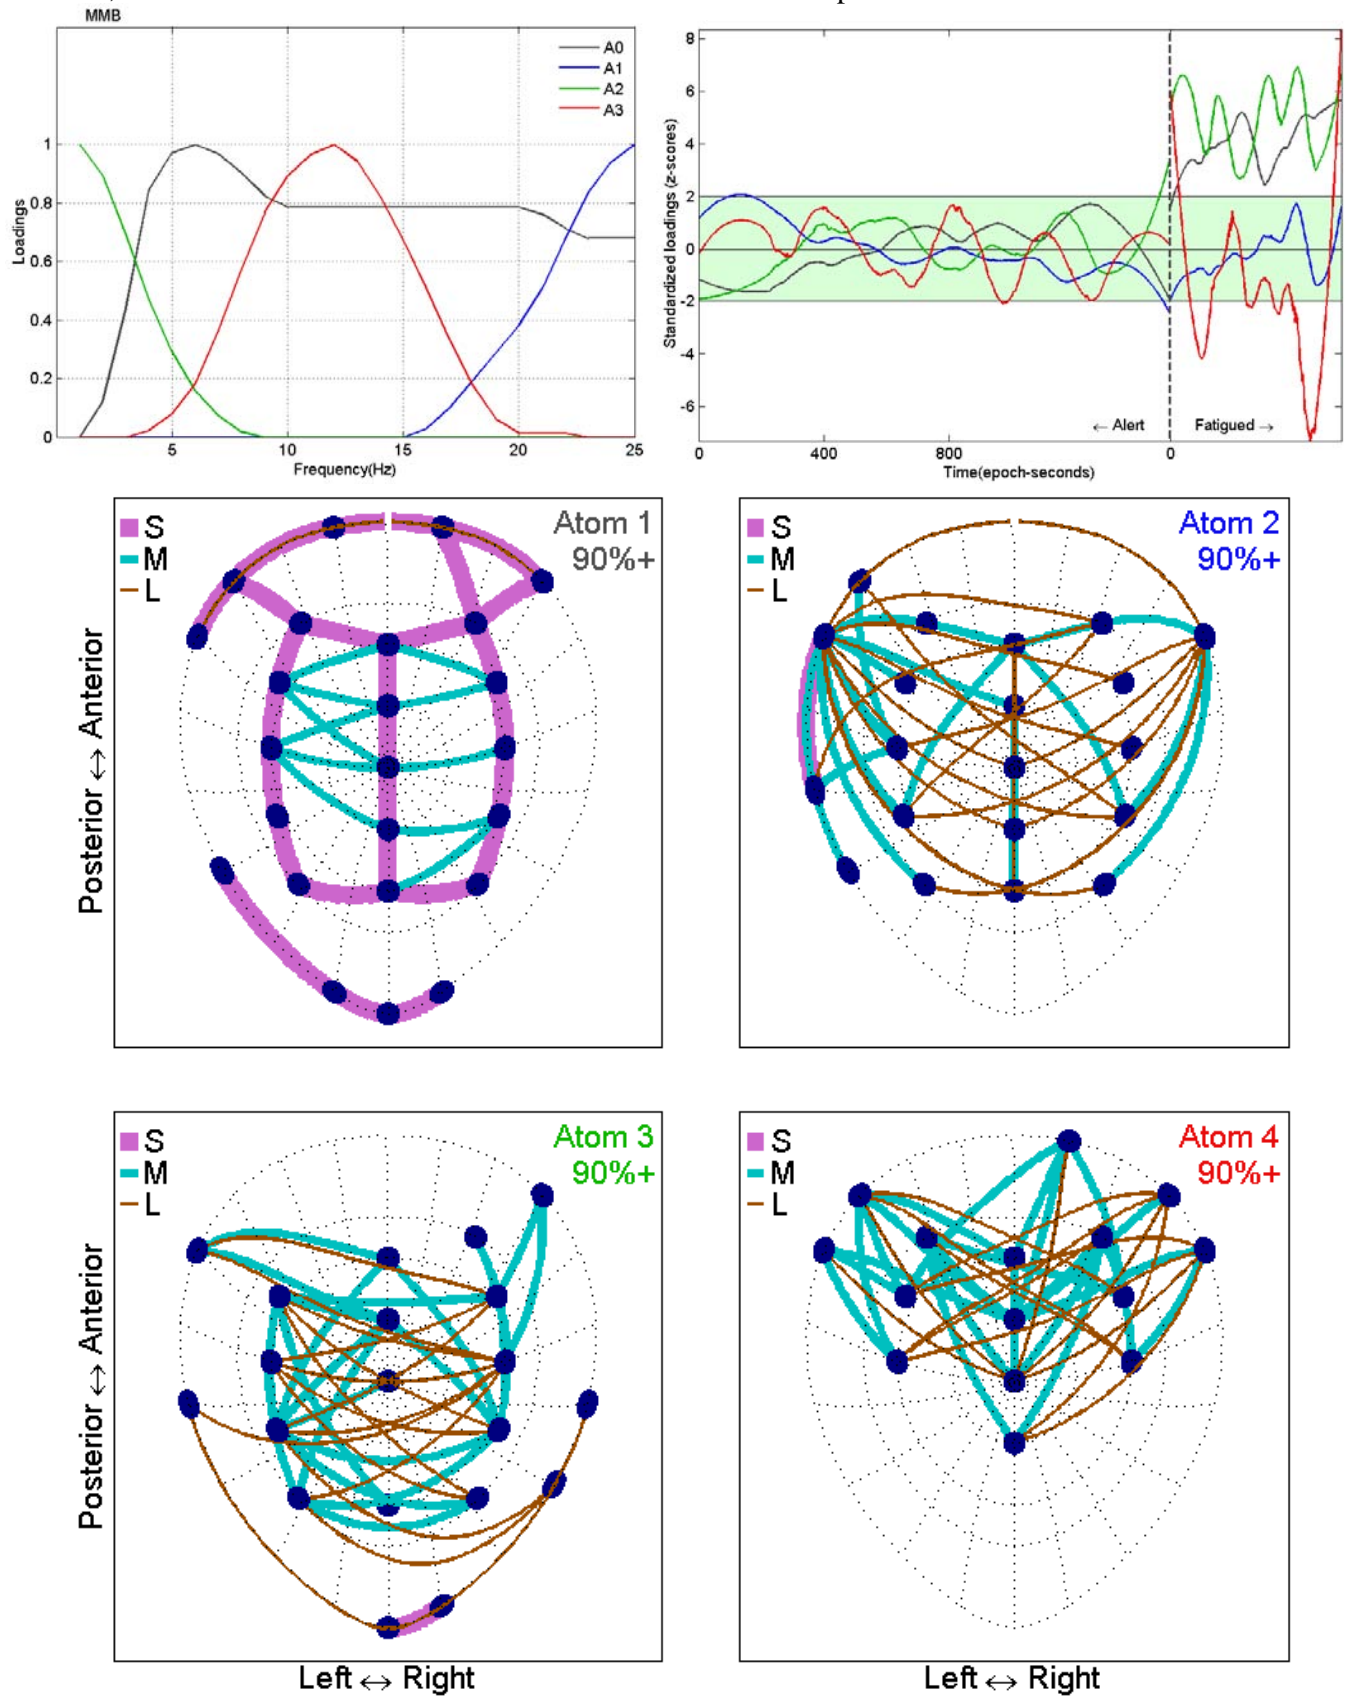 MMB
A0
A1
A2
A3
1
0.8
0.6
0.4
0.2
0
Loadings
5
10
15
20
25
Frequency(Hz)
8
6
4
2
0
-2
-4
-6
Standardized loadings (z-scores)
← Alert
Fatigued →
0
400
800
0
Time(epoch-seconds)
S
M
L
Atom 1
90%+
Posterior ↔ Anterior
S
M
L
Atom 2
90%+
S
M
L
Atom 3
90%+
Posterior ↔ Anterior
Left ↔ Right
S
M
L
Atom 4
90%+
Left ↔ Right